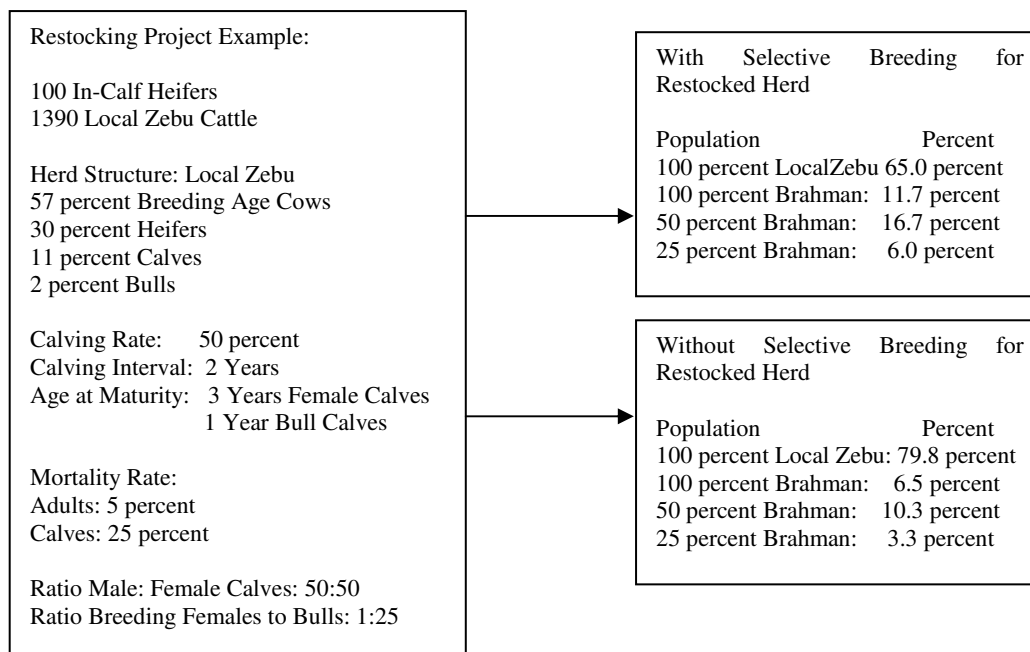 Restocking Project Example:
100 In-Calf Heifers
1390 Local Zebu Cattle
Herd Structure: Local Zebu
57 percent Breeding Age Cows
30 percent Heifers
11 percent Calves
2 percent Bulls
Calving Rate: 50 percent
Calving Interval: 2 Years
Age at Maturity: 3 Years Female Calves
1 Year Bull Calves
Mortality Rate:
Adults: 5 percent
Calves: 25 percent
Ratio Male: Female Calves: 50:50
Ratio Breeding Females to Bulls: 1:25
With Selective Breeding for
Restocked Herd
Population Percent
100 percent LocalZebu 65.0 percent
100 percent Brahman: 11.7 percent
50 percent Brahman: 16.7 percent
25 percent Brahman: 6.0 percent
Without Selective Breeding for
Restocked Herd
Population Percent
100 percent Local Zebu: 79.8 percent
100 percent Brahman: 6.5 percent
50 percent Brahman: 10.3 percent
25 percent Brahman: 3.3 percent